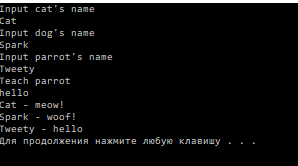 Input cat's name
Cat
Input dog's name
Spark
Input parrot's name
Tweety
Teach parrot
hello
Cat - meow!
Spark - woof!
Tweety - hello
Для продолжения нажмите любую клавишу . . .